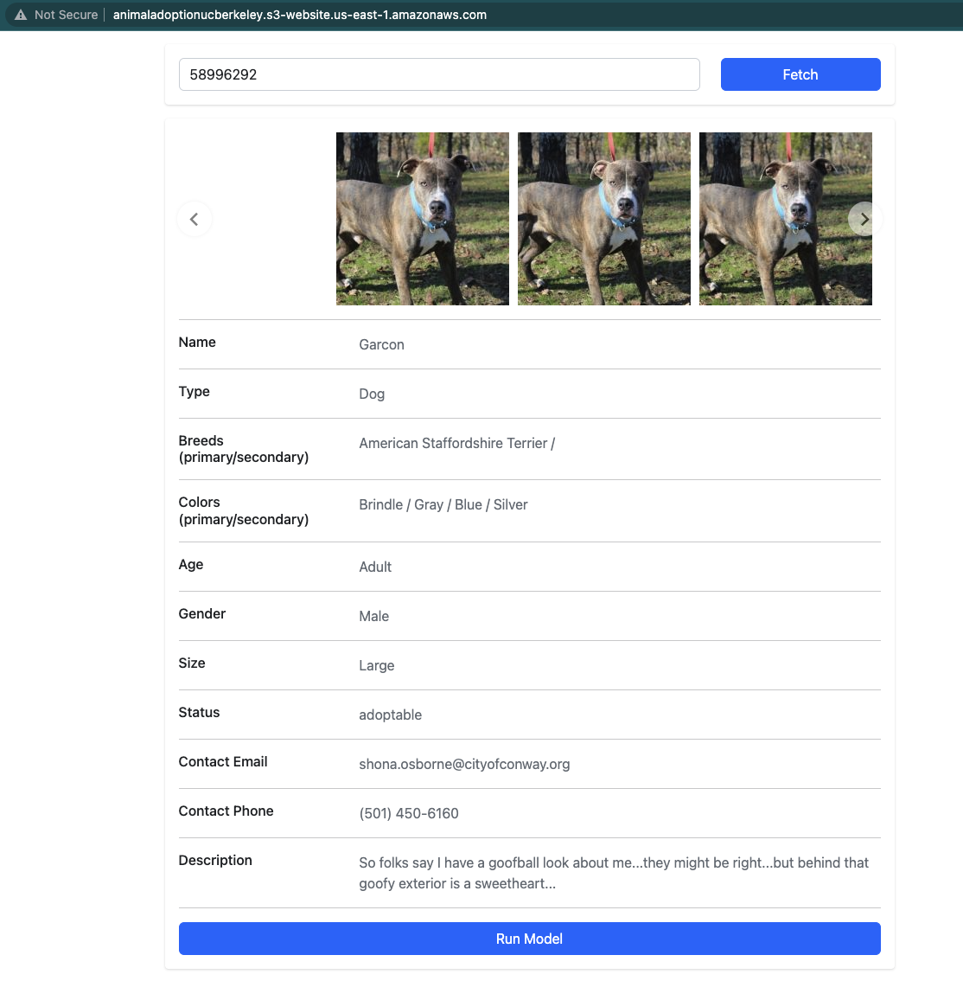 Not Secure animaladoptionucberkeley.s3-website.us-east-1.amazonaws.com
58996292
Fetch
Name
Garcon
Type
Dog
Breeds
(primary/secondary)
American Staffordshire Terrier /
Colors
(primary/secondary)
Brindle / Gray / Blue / Silver
Age
Adult
Gender
Male
Size
Large
Status
adoptable
Contact Email
shona.osborne@cityofconway.org
Contact Phone
(501) 450-6160
Description
So folks say I have a goofball look about me...they might be right...but behind that
goofy exterior is a sweetheart...
Run Model